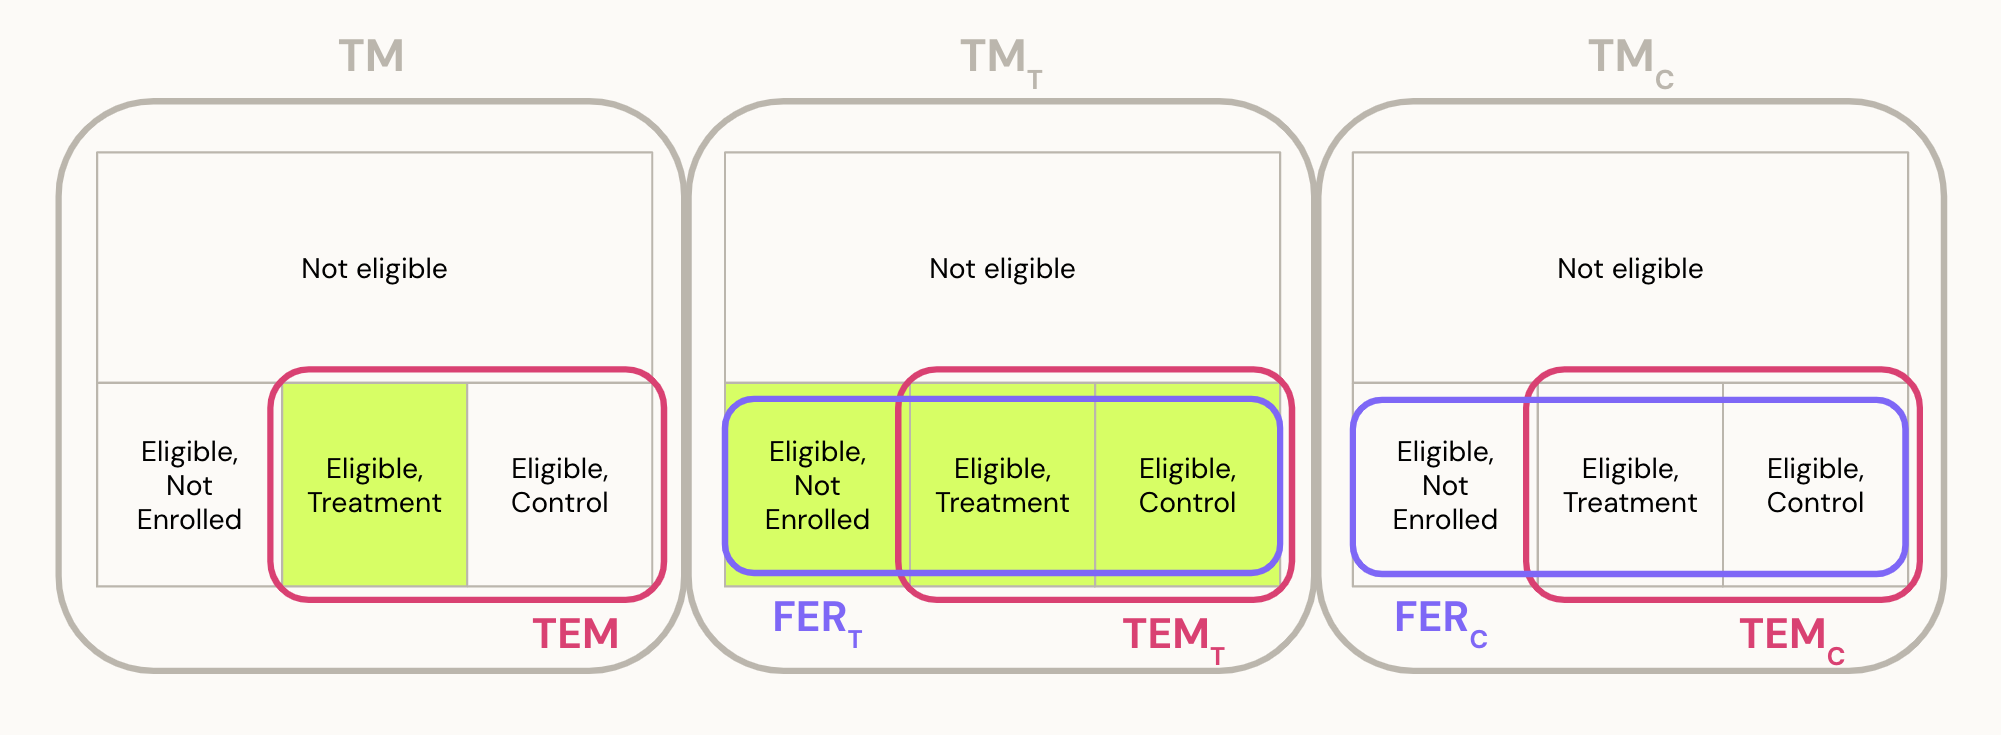 TM
TM_T
TM_C
Not eligible
Not eligible
Not eligible
Eligible,
Not
Enrolled
Eligible,
Treatment
Eligible,
Control
Eligible,
Not
Enrolled
Eligible,
Treatment
Eligible,
Control
Eligible,
Not
Enrolled
Eligible,
Treatment
Eligible,
Control
TEM
FER_T
TEM_T
FER_C
TEM_C